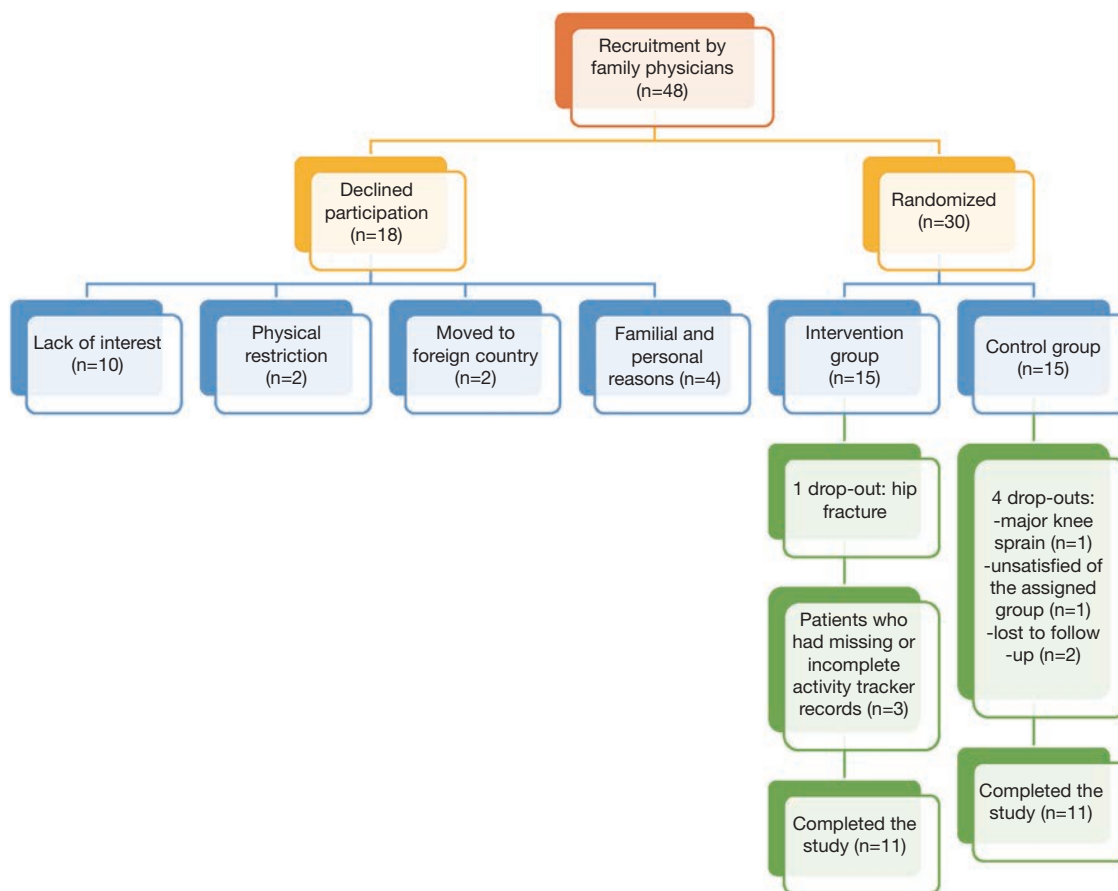 Recruitment by
family physicians
(n=48)
Declined
participation
(n=18)
Randomized
(n=30)
Lack of interest
(n=10)
Physical
restriction
(n=2)
Moved to
foreign country
(n=2)
Familial and
personal
reasons (n=4)
Intervention
group
(n=15)
Control group
(n=15)
1 drop-out: hip
fracture
Patients who
had missing or
incomplete
activity tracker
records (n=3)
Completed the
study (n=11)
4 drop-outs:
-major knee
sprain (n=1)
-unsatisfied of
the assigned
group (n=1)
-lost to follow
-up (n=2)
Completed the
study (n=11)